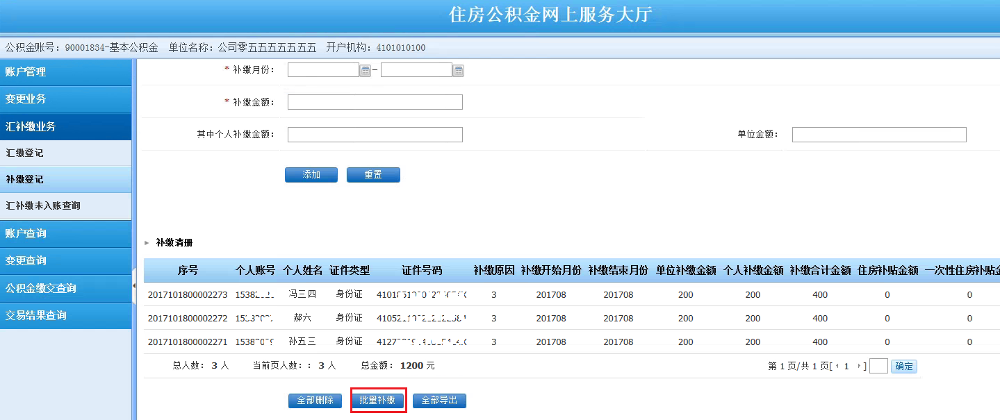 住房公积金网上服务大厅
公积金账号：90001834-基本公积金 单位名称：公司零五五五五五五五 开户机构：4101010100
账户管理
变更业务
汇补缴业务
汇缴登记
补缴登记
汇补缴未入账查询
账户查询
变更查询
公积金缴交查询
交易结果查询
* 补缴月份： -
* 补缴金额：
其中个人补缴金额： 单位金额：
添加 重置
补缴清册
序号 个人账号 个人姓名 证件类型 证件号码 补缴原因 补缴开始月份 补缴结束月份 单位补缴金额 个人补缴金额 补缴合计金额 住房补贴金额 一次性住房补贴金
2017101800002273 冯三四 身份证 3 201708 201708 200 200 400 0 0
2017101800002272 郝六 身份证 3 201708 201708 200 200 400 0 0
2017101800002271 孙五三 身份证 3 201708 201708 200 200 400 0 0
总人数： 3 人 当前页人数：： 3 人 总金额： 1200 元 第 1 页/共 1 页[ 1 ] 确定
全部删除 批量补缴 全部导出